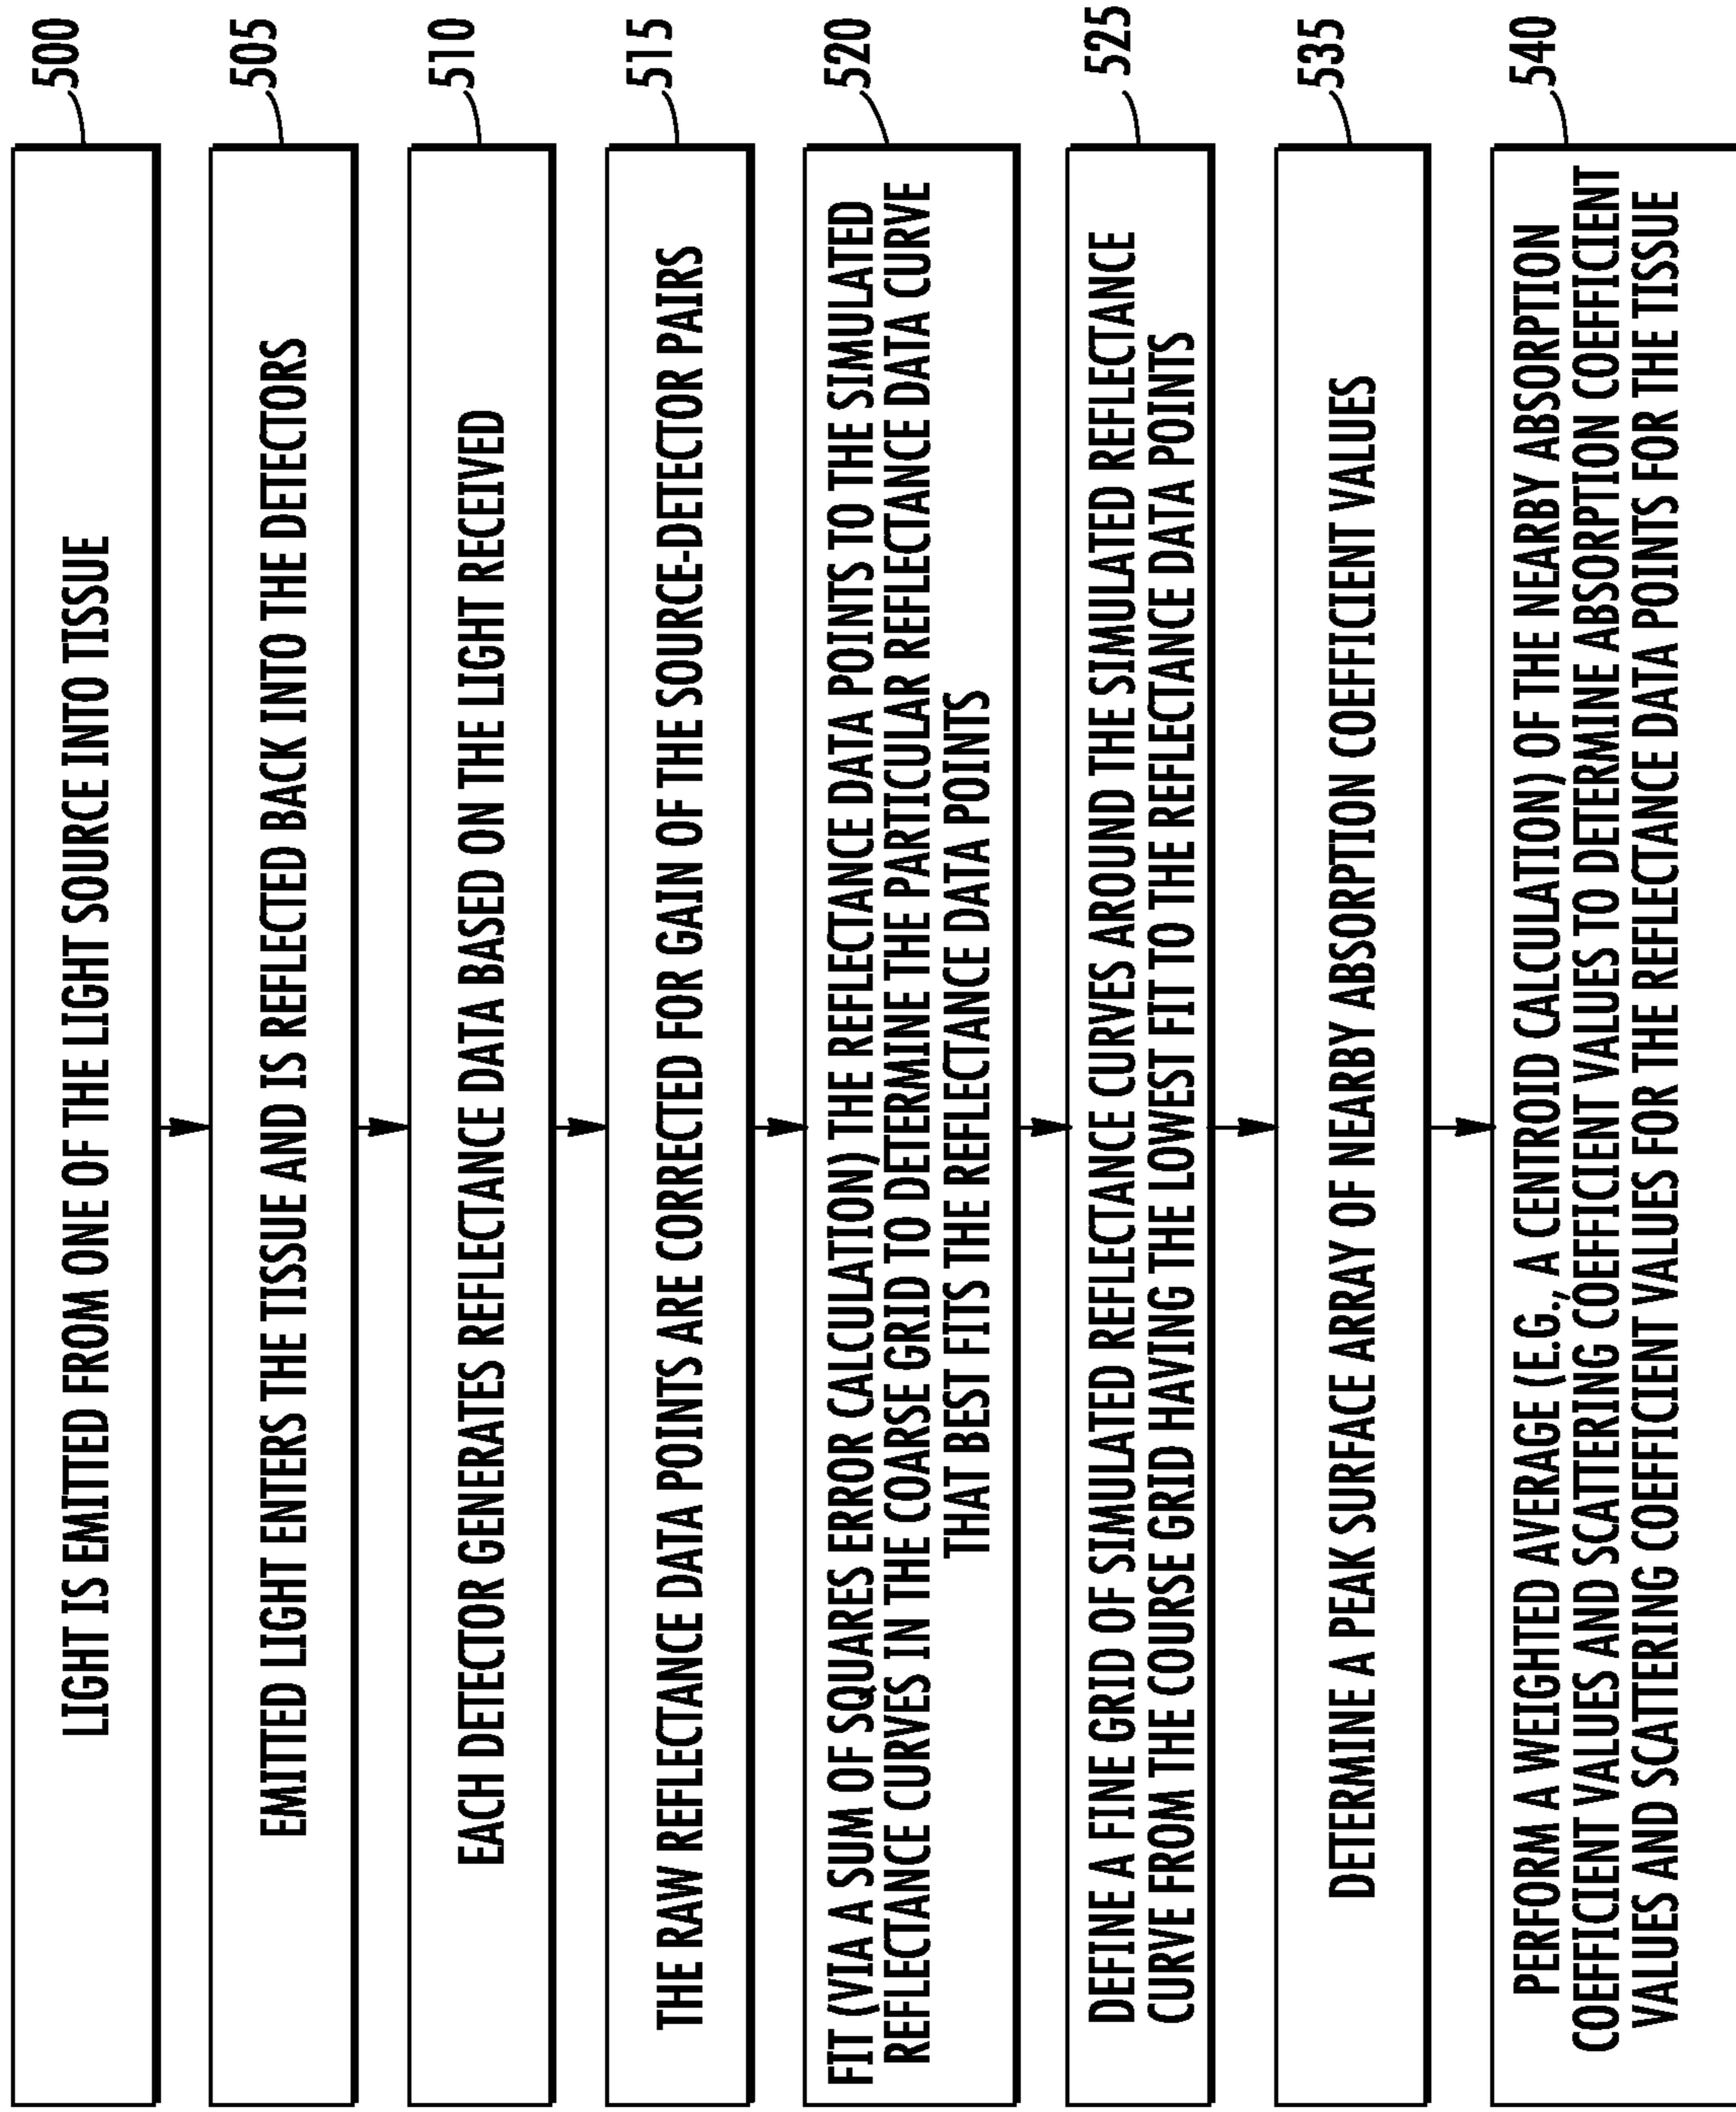 500
LIGHT IS EMITTED FROM ONE OF THE LIGHT SOURCE INTO TISSUE
505
EMITTED LIGHT ENTERS THE TISSUE AND IS REFLECTED BACK INTO THE DETECTORS
510
EACH DETECTOR GENERATES REFLECTANCE DATA BASED ON THE LIGHT RECEIVED
515
THE RAW REFLECTANCE DATA POINTS ARE CORRECTED FOR GAIN OF THE SOURCE-DETECTOR PAIRS
520
FIT (VIA A SUM OF SQUARES ERROR CALCULATION) THE REFLECTANCE DATA POINTS TO THE SIMULATED
REFLECTANCE CURVES IN THE COARSE GRID TO DETERMINE THE PARTICULAR REFLECTANCE DATA CURVE
THAT BEST FITS THE REFLECTANCE DATA POINTS
525
DEFINE A FINE GRID OF SIMULATED REFLECTANCE CURVES AROUND THE SIMULATED REFLECTANCE
CURVE FROM THE COURSE GRID HAVING THE LOWEST FIT TO THE REFLECTANCE DATA POINTS
535
DETERMINE A PEAK SURFACE ARRAY OF NEARBY ABSORPTION COEFFICIENT VALUES
540
PERFORM A WEIGHTED AVERAGE (E.G., A CENTROID CALCULATION) OF THE NEARBY ABSORPTION
COEFFICIENT VALUES AND SCATTERING COEFFICIENT VALUES TO DETERMINE ABSORPTION COEFFICIENT
VALUES AND SCATTERING COEFFICIENT VALUES FOR THE REFLECTANCE DATA POINTS FOR THE TISSUE